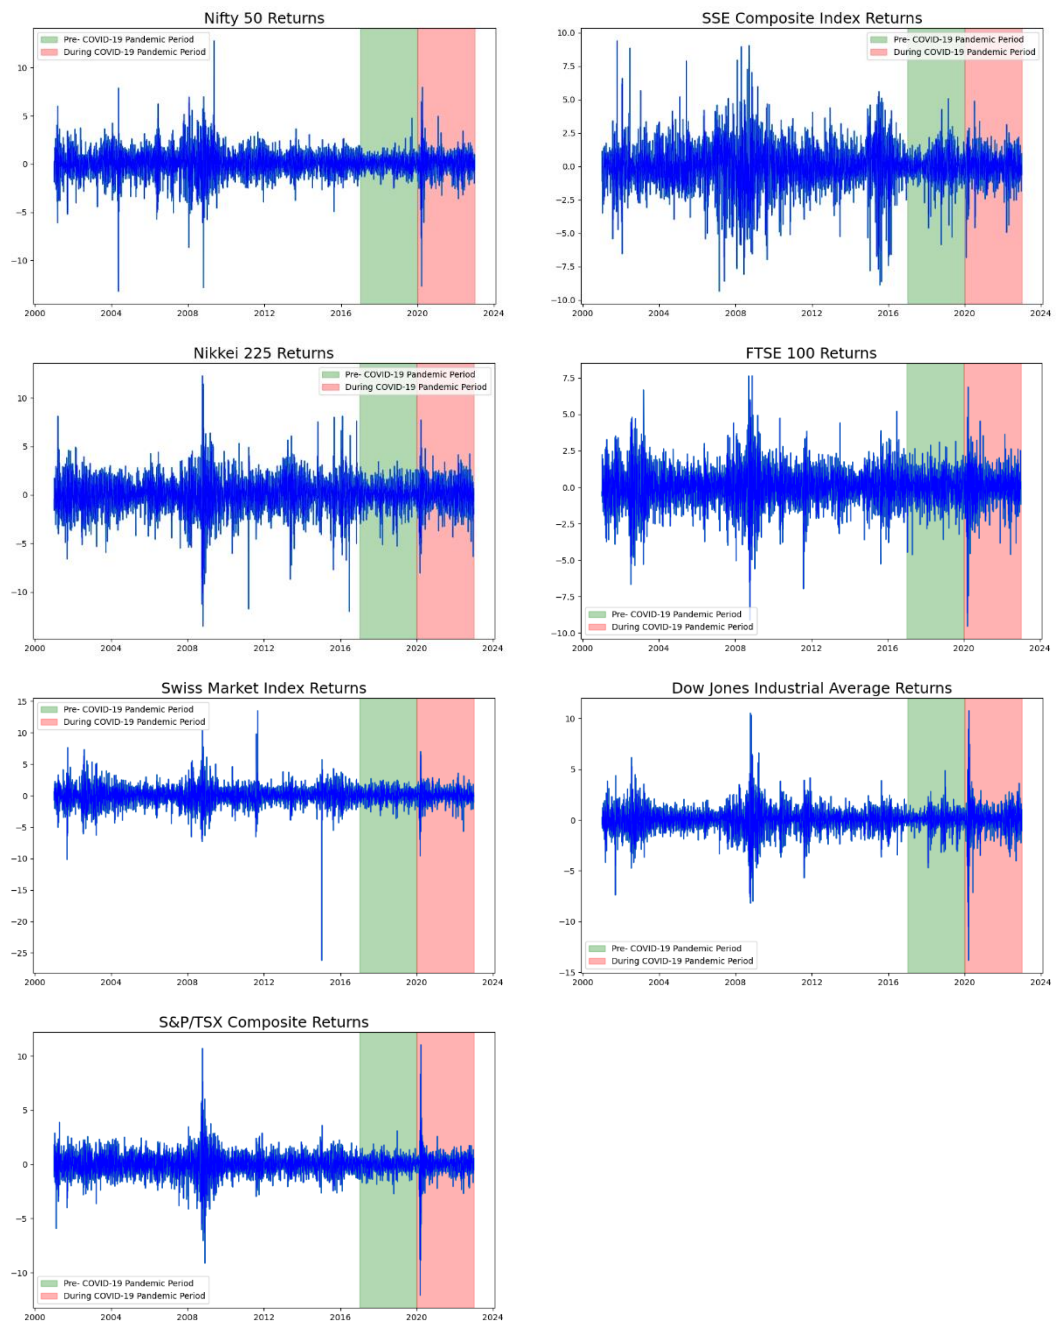 Nifty 50 Returns
Pre- COVID-19 Pandemic Period
During COVID-19 Pandemic Period
10
5
0
−5
−10
2000 2004 2008 2012 2016 2020 2024
SSE Composite Index Returns
Pre- COVID-19 Pandemic Period
During COVID-19 Pandemic Period
10.0
7.5
5.0
2.5
0.0
−2.5
−5.0
−7.5
−10.0
2000 2004 2008 2012 2016 2020 2024
Nikkei 225 Returns
Pre- COVID-19 Pandemic Period
During COVID-19 Pandemic Period
10
5
0
−5
−10
2000 2004 2008 2012 2016 2020 2024
FTSE 100 Returns
7.5
5.0
2.5
0.0
−2.5
−5.0
−7.5
−10.0
Pre- COVID-19 Pandemic Period
During COVID-19 Pandemic Period
2000 2004 2008 2012 2016 2020 2024
Swiss Market Index Returns
Pre- COVID-19 Pandemic Period
During COVID-19 Pandemic Period
15
10
5
0
−5
−10
−15
−20
−25
2000 2004 2008 2012 2016 2020 2024
Dow Jones Industrial Average Returns
10
5
0
−5
−10
−15
Pre- COVID-19 Pandemic Period
During COVID-19 Pandemic Period
2000 2004 2008 2012 2016 2020 2024
S&P/TSX Composite Returns
10
5
0
−5
−10
Pre- COVID-19 Pandemic Period
During COVID-19 Pandemic Period
2000 2004 2008 2012 2016 2020 2024